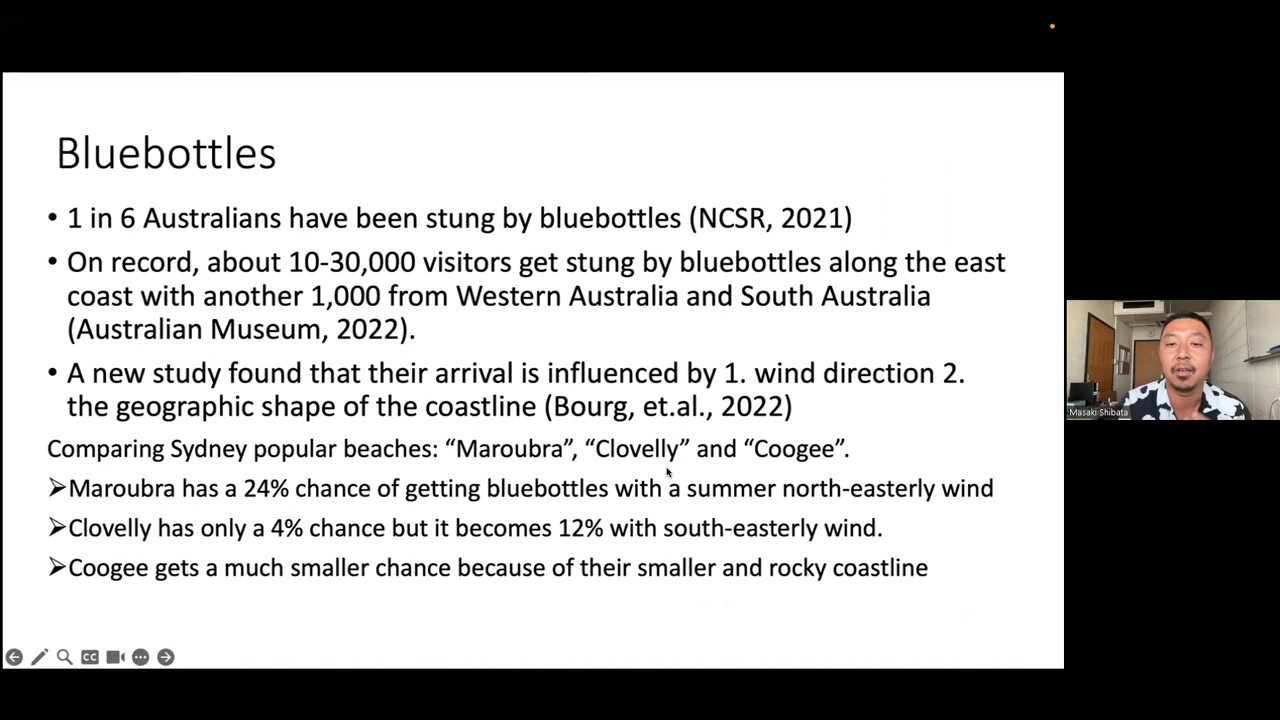 Bluebottles
• 1 in 6 Australians have been stung by bluebottles (NCSR, 2021)
• On record, about 10-30,000 visitors get stung by bluebottles along the east
coast with another 1,000 from Western Australia and South Australia
(Australian Museum, 2022).
• A new study found that their arrival is influenced by 1. wind direction 2.
the geographic shape of the coastline (Bourg, et.al., 2022)
Comparing Sydney popular beaches: “Maroubra”, “Clovelly” and “Coogee”.
➢Maroubra has a 24% chance of getting bluebottles with a summer north-easterly wind
➢Clovelly has only a 4% chance but it becomes 12% with south-easterly wind.
➢Coogee gets a much smaller chance because of their smaller and rocky coastline
CC
Masaki Shibata